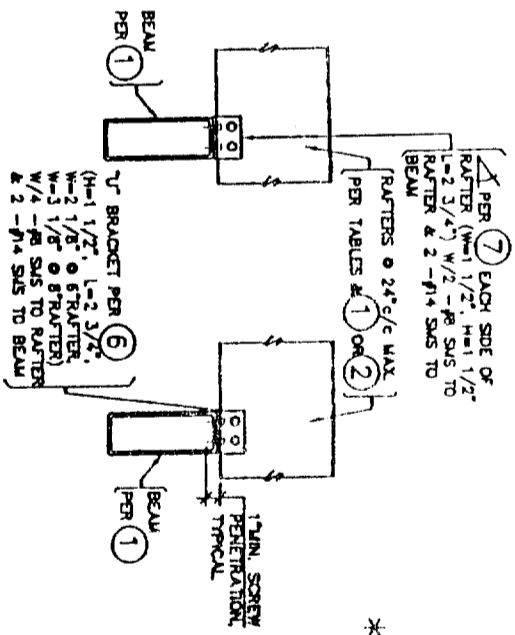 PER 7 EACH SIDE OF
RAFTER (W=1 1/2", H=1 1/2"
L=2 3/4") W/2 -#8 SMS TO
RAFTER & 2 -#14 SMS TO
BEAM
RAFTERS @ 24"c/c MAX.
PER TABLES & 1 OR 2
BEAM
PER 1
"U" BRACKET PER 6
(H=1 1/2", L=2 3/4",
W=2 1/8" @ 6"RAFTER,
W=3 1/8" @ 8"RAFTER)
W/4 -#8 SMS TO RAFTER
& 2 -#14 SMS TO BEAM
BEAM
PER 1
1"MIN. SCREW
PENETRATION,
TYPICAL